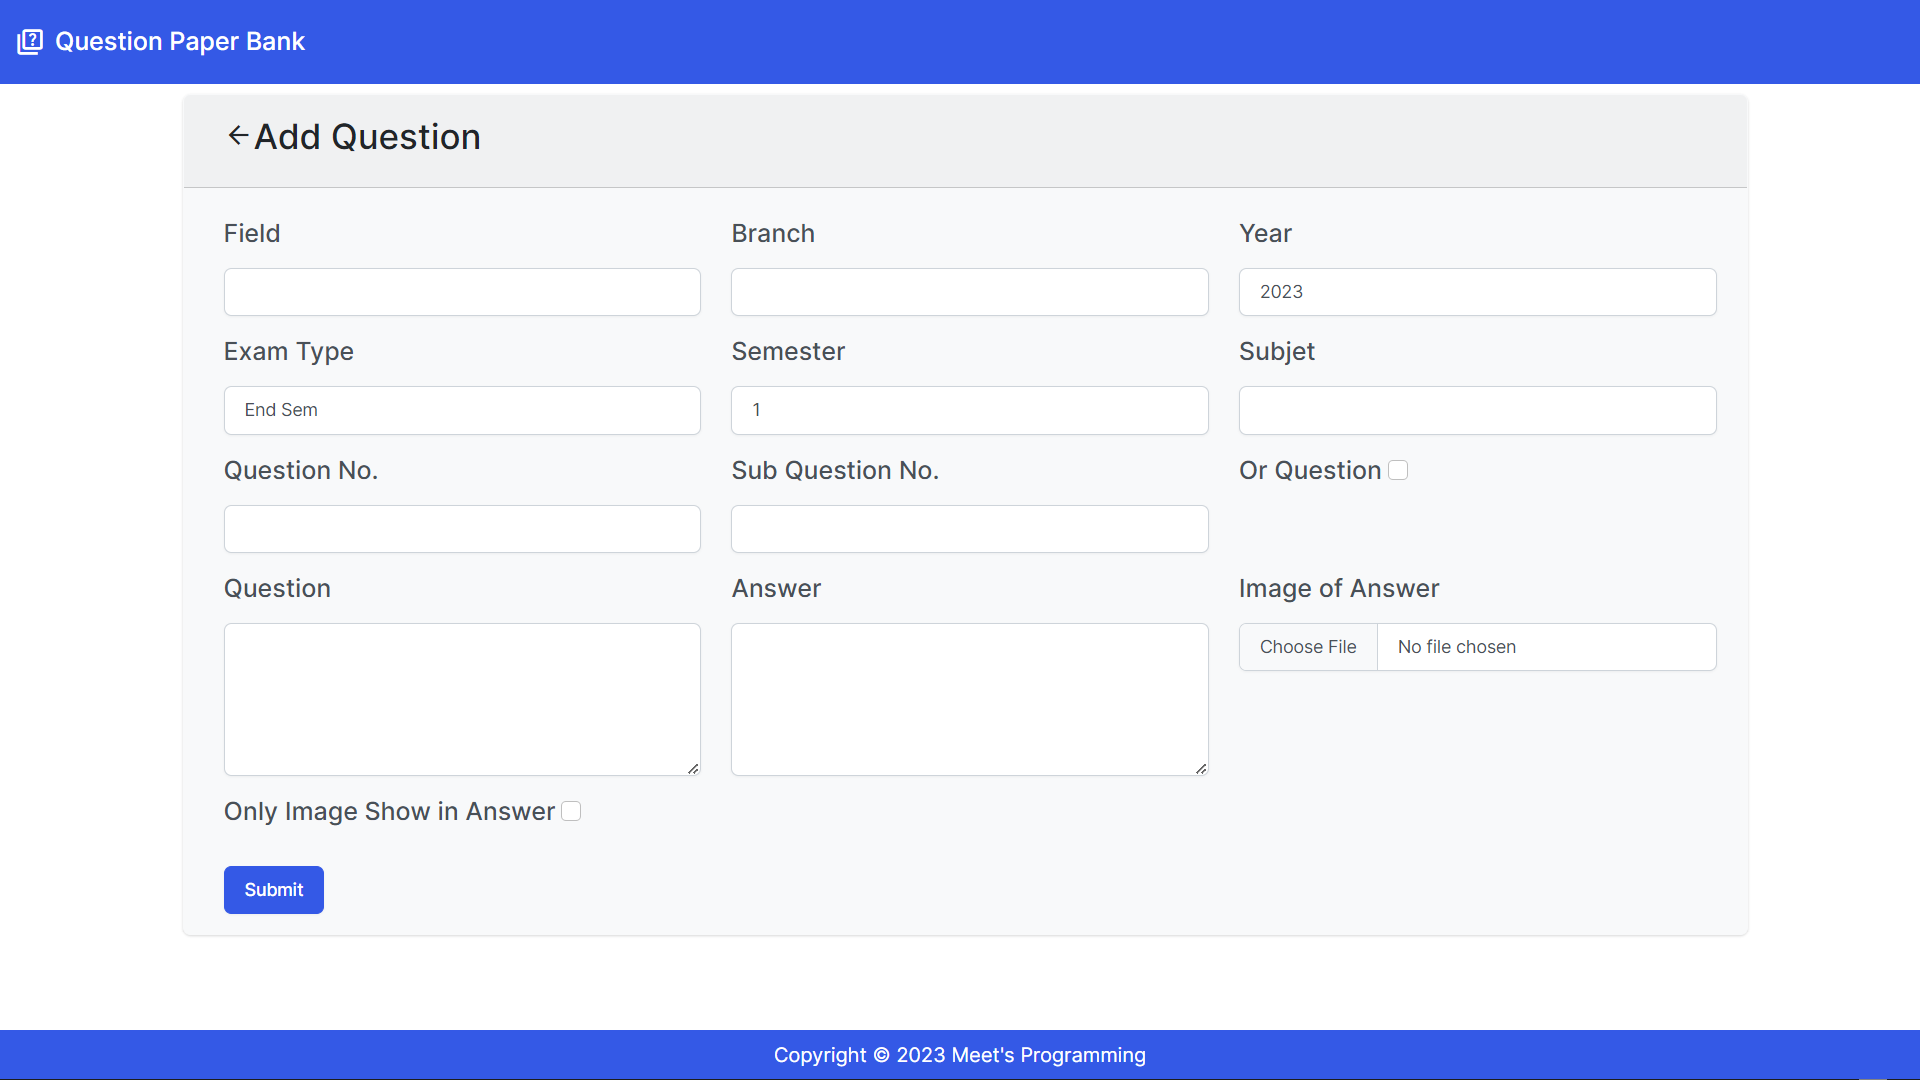 Question Paper Bank
Add Question
Field
Branch
Year
2023
Exam Type
Semester
Subjet
End Sem
1
Question No.
Sub Question No.
Or Question
Question
Answer
Image of Answer
Choose File
No file chosen
Only Image Show in Answer
Submit
Copyright © 2023 Meet's Programming